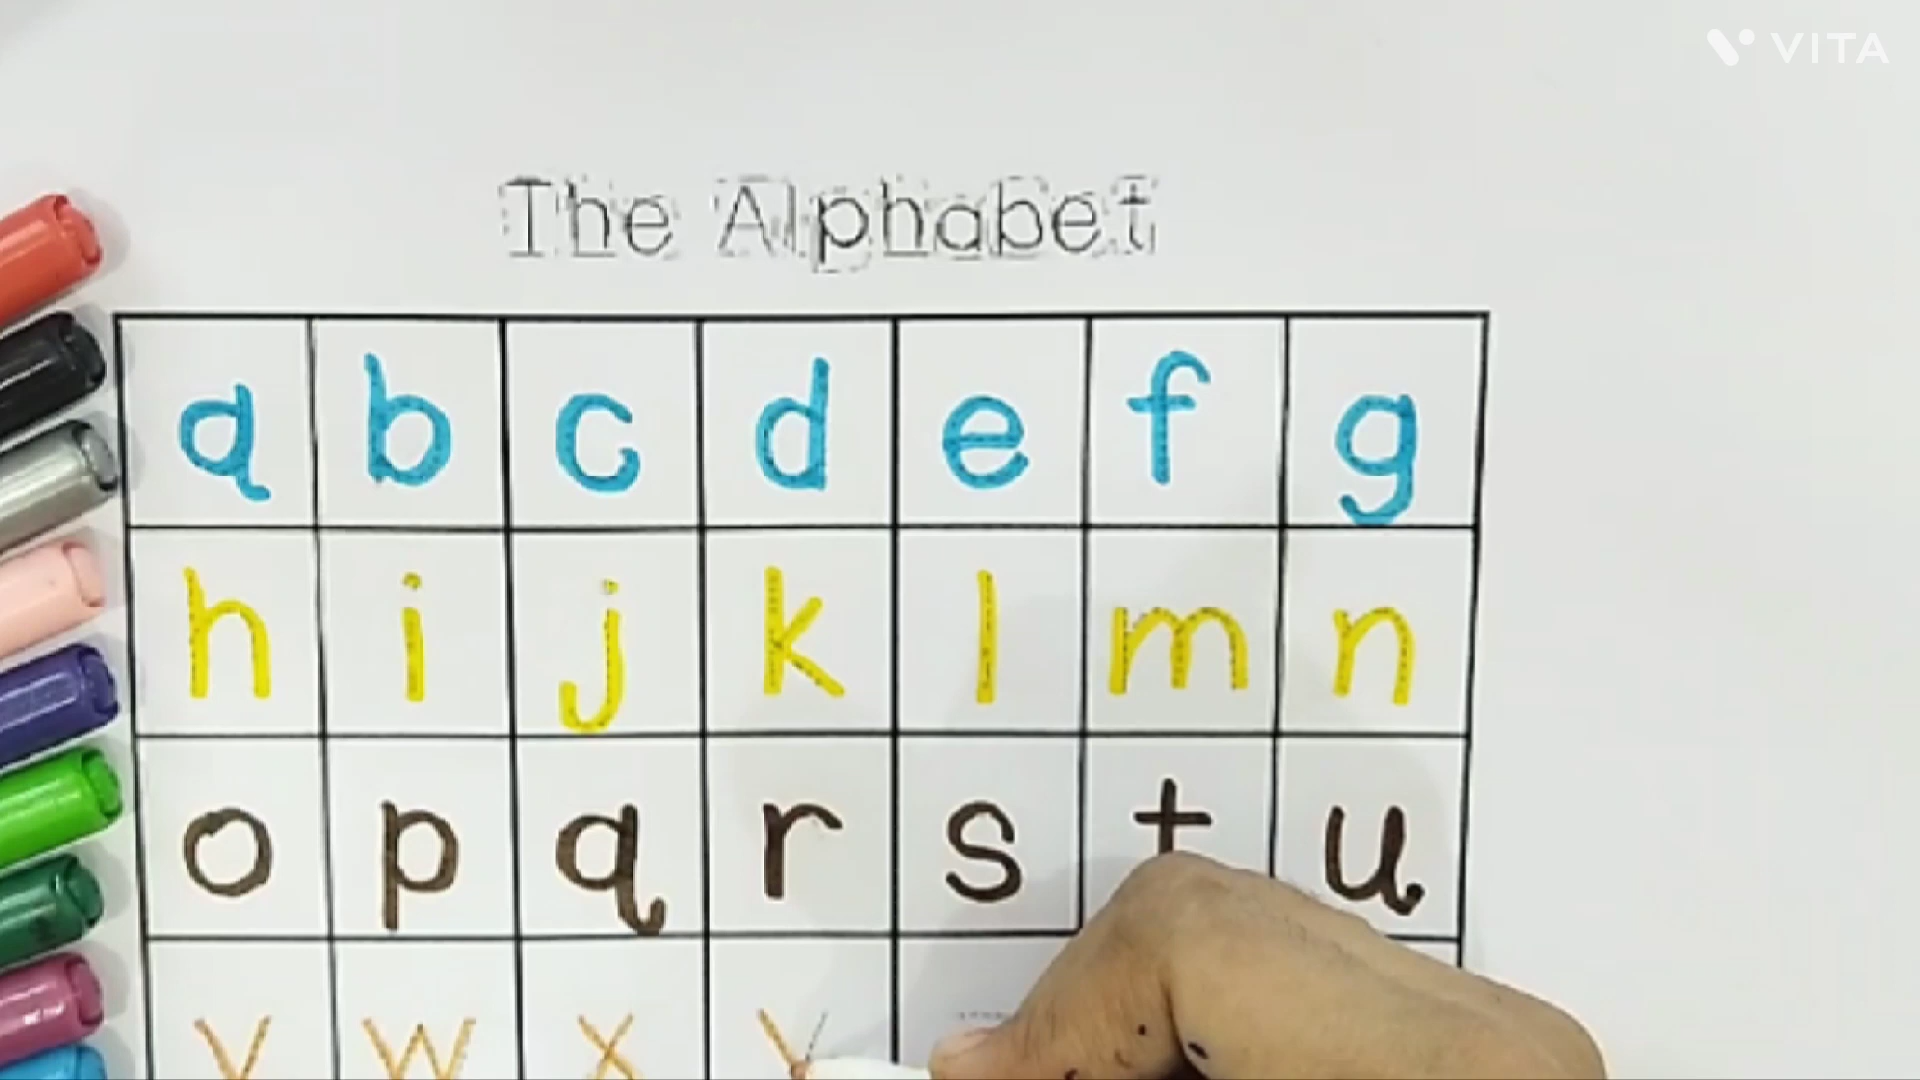 VITA
The Alphabet
a b c d e f g
h i j k l m n
o p q r s t u
v w x y